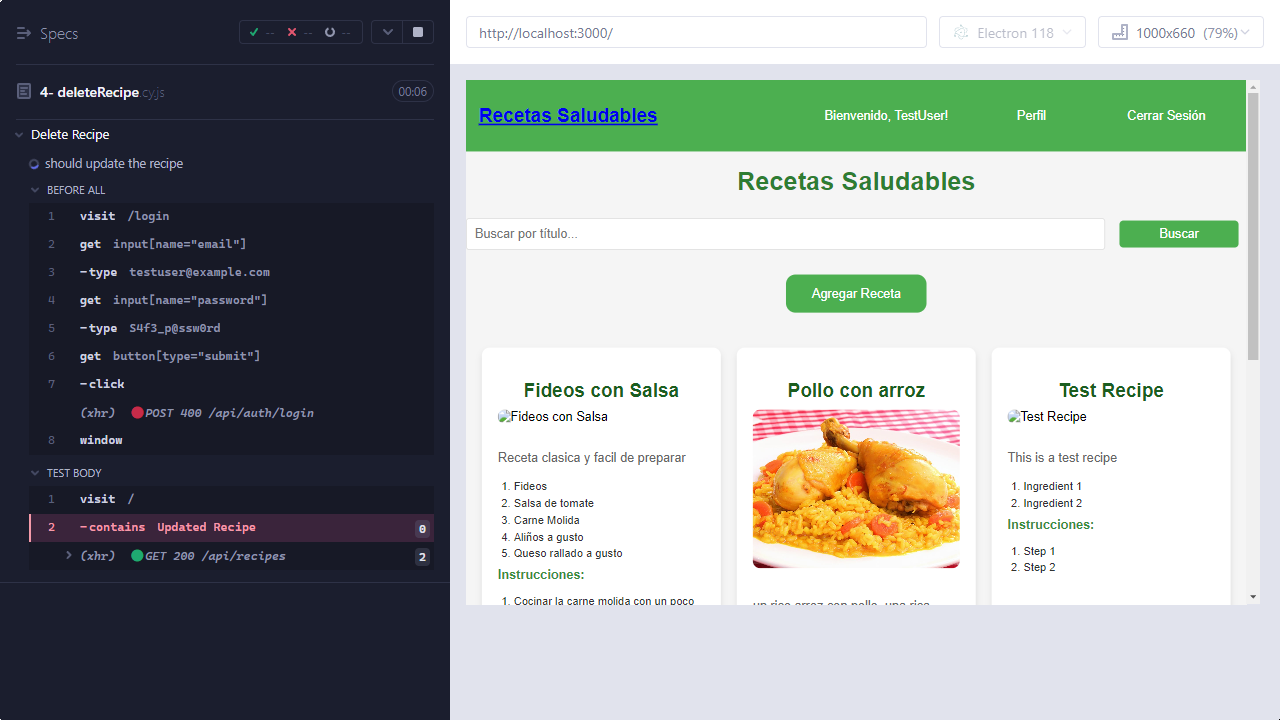 Specs
--
--
--
4- deleteRecipe.cy.js
00:06
Delete Recipe
should update the recipe
BEFORE ALL
1 visit /login
2 get input[name="email"]
3 -type testuser@example.com
4 get input[name="password"]
5 -type S4f3_p@ssw0rd
6 get button[type="submit"]
7 -click
(xhr) POST 400 /api/auth/login
8 window
TEST BODY
1 visit /
2 -contains Updated Recipe 0
(xhr) GET 200 /api/recipes 2
http://localhost:3000/
Electron 118
1000x660 (79%)
Recetas Saludables
Bienvenido, TestUser!
Perfil
Cerrar Sesión
Recetas Saludables
Buscar por título...
Buscar
Agregar Receta
Fideos con Salsa
Fideos con Salsa
Receta clasica y facil de preparar
1. Fideos
2. Salsa de tomate
3. Carne Molida
4. Aliños a gusto
5. Queso rallado a gusto
Instrucciones:
1. Cocinar la carne molida con un poco
Pollo con arroz
un rico arroz con pollo, una rica
Test Recipe
Test Recipe
This is a test recipe
1. Ingredient 1
2. Ingredient 2
Instrucciones:
1. Step 1
2. Step 2